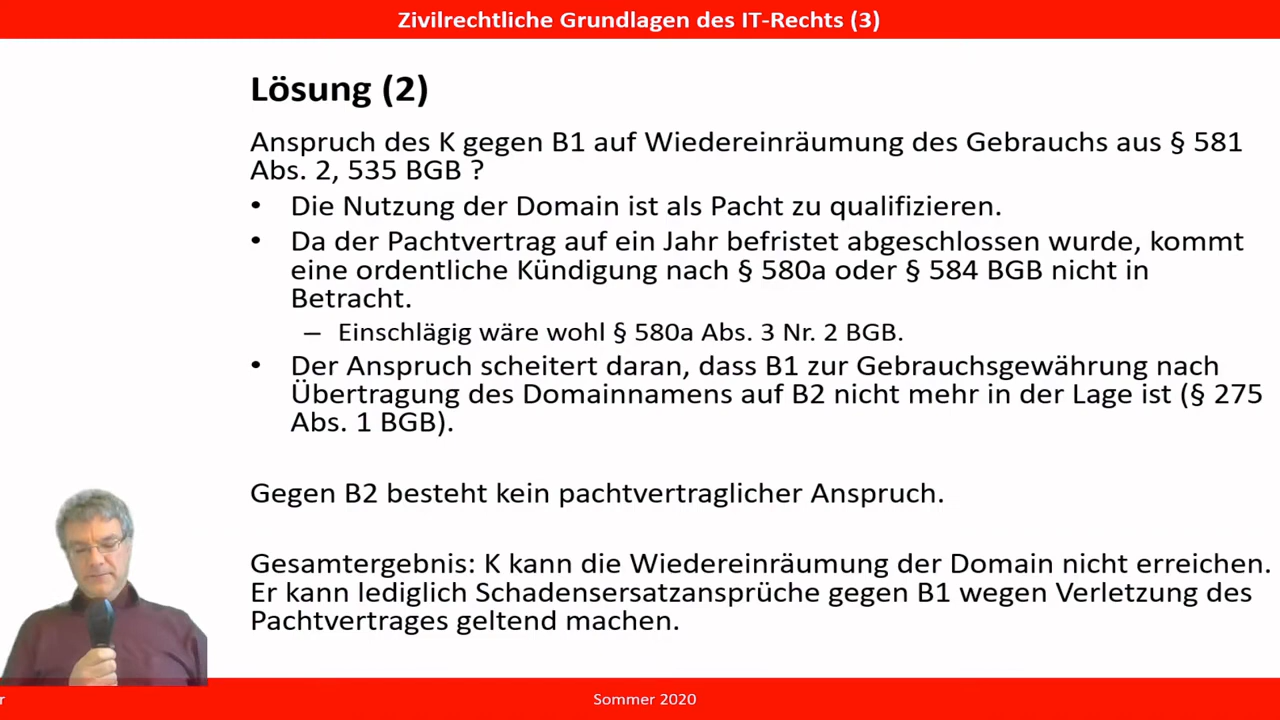 Zivilrechtliche Grundlagen des IT-Rechts (3)
Lösung (2)
Anspruch des K gegen B1 auf Wiedereinräumung des Gebrauchs aus § 581
Abs. 2, 535 BGB ?
• Die Nutzung der Domain ist als Pacht zu qualifizieren.
• Da der Pachtvertrag auf ein Jahr befristet abgeschlossen wurde, kommt
eine ordentliche Kündigung nach § 580a oder § 584 BGB nicht in
Betracht.
– Einschlägig wäre wohl § 580a Abs. 3 Nr. 2 BGB.
• Der Anspruch scheitert daran, dass B1 zur Gebrauchsgewährung nach
Übertragung des Domainnamens auf B2 nicht mehr in der Lage ist (§ 275
Abs. 1 BGB).
Gegen B2 besteht kein pachtvertraglicher Anspruch.
Gesamtergebnis: K kann die Wiedereinräumung der Domain nicht erreichen.
Er kann lediglich Schadensersatzansprüche gegen B1 wegen Verletzung des
Pachtvertrages geltend machen.
r
Sommer 2020